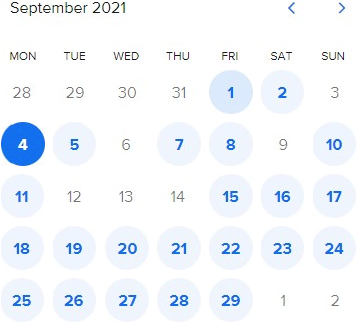 September 2021
MON TUE WED THU FRI SAT SUN
28 29 30 31 1 2 3
4 5 6 7 8 9 10
11 12 13 14 15 16 17
18 19 20 21 22 23 24
25 26 27 28 29 1 2